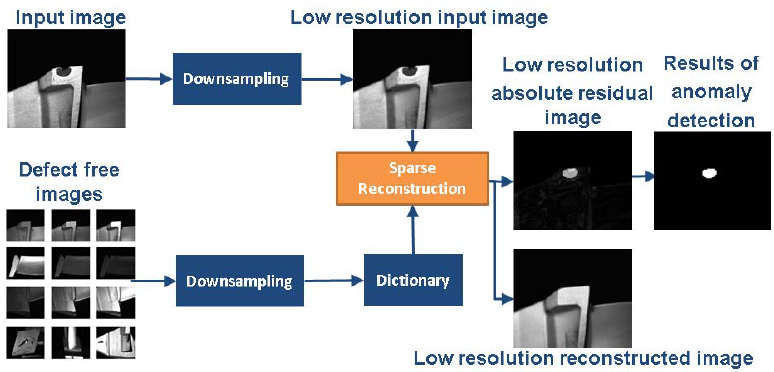 Input image
Low resolution input image
Downsampling
Low resolution
absolute residual
image
Results of
anomaly
detection
Sparse
Reconstruction
Defect free
images
Downsampling
Dictionary
Low resolution reconstructed image